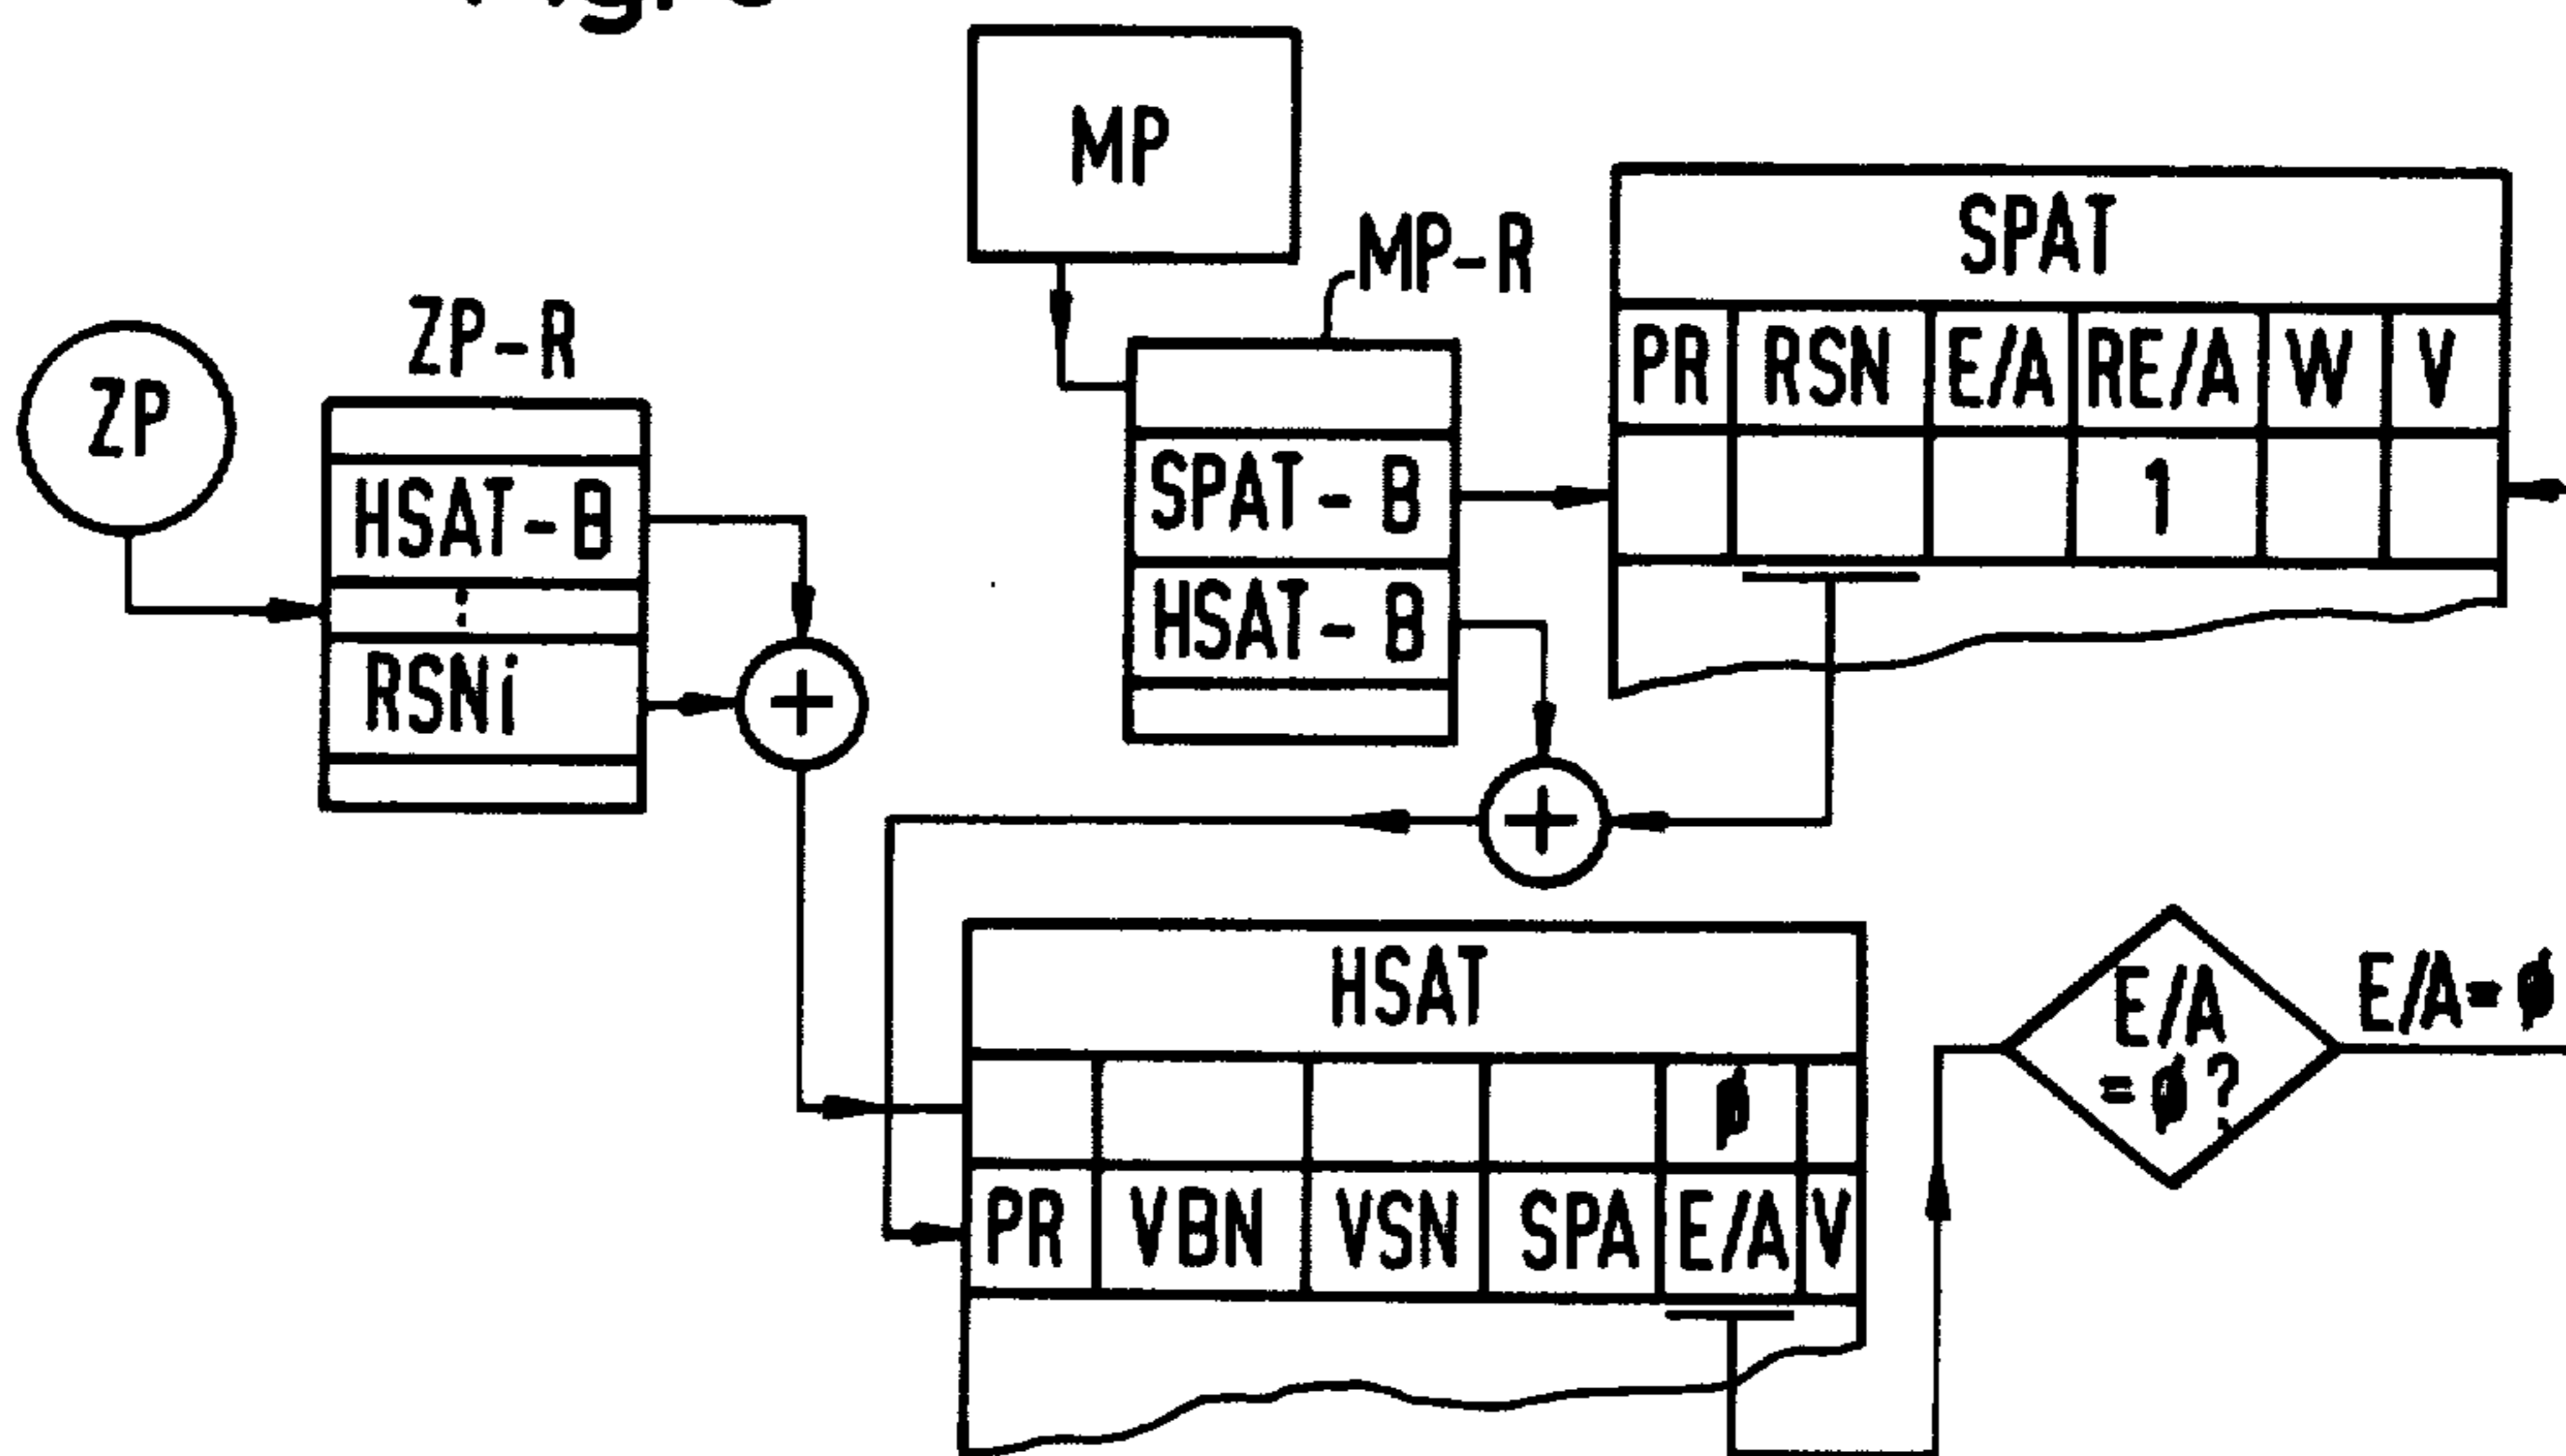 MP
MP-R
SPAT
PR RSN E/A RE/A W V
1
ZP
ZP-R
HSAT-B
RSNi
SPAT-B
HSAT-B
+
+
HSAT
ø
PR VBN VSN SPA E/A V
E/A
=ø?
E/A=ø